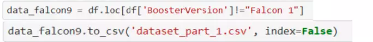 data_falcon9 = df.loc[df['BoosterVersion']!="Falcon 1"]
data_falcon9.to_csv('dataset_part_1.csv', index=False)